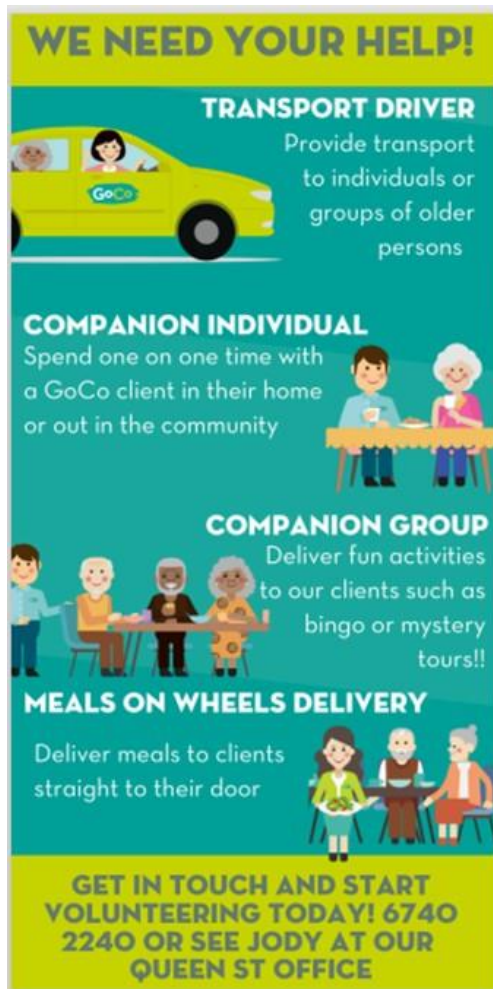 WE NEED YOUR HELP!
TRANSPORT DRIVER
Provide transport
to individuals or
groups of older
persons
GoCo
COMPANION INDIVIDUAL
Spend one on one time with
a GoCo client in their home
or out in the community
COMPANION GROUP
Deliver fun activities
to our clients such as
bingo or mystery
tours!!
MEALS ON WHEELS DELIVERY
Deliver meals to clients
straight to their door
GET IN TOUCH AND START
VOLUNTEERING TODAY! 6740
2240 OR SEE JODY AT OUR
QUEEN ST OFFICE